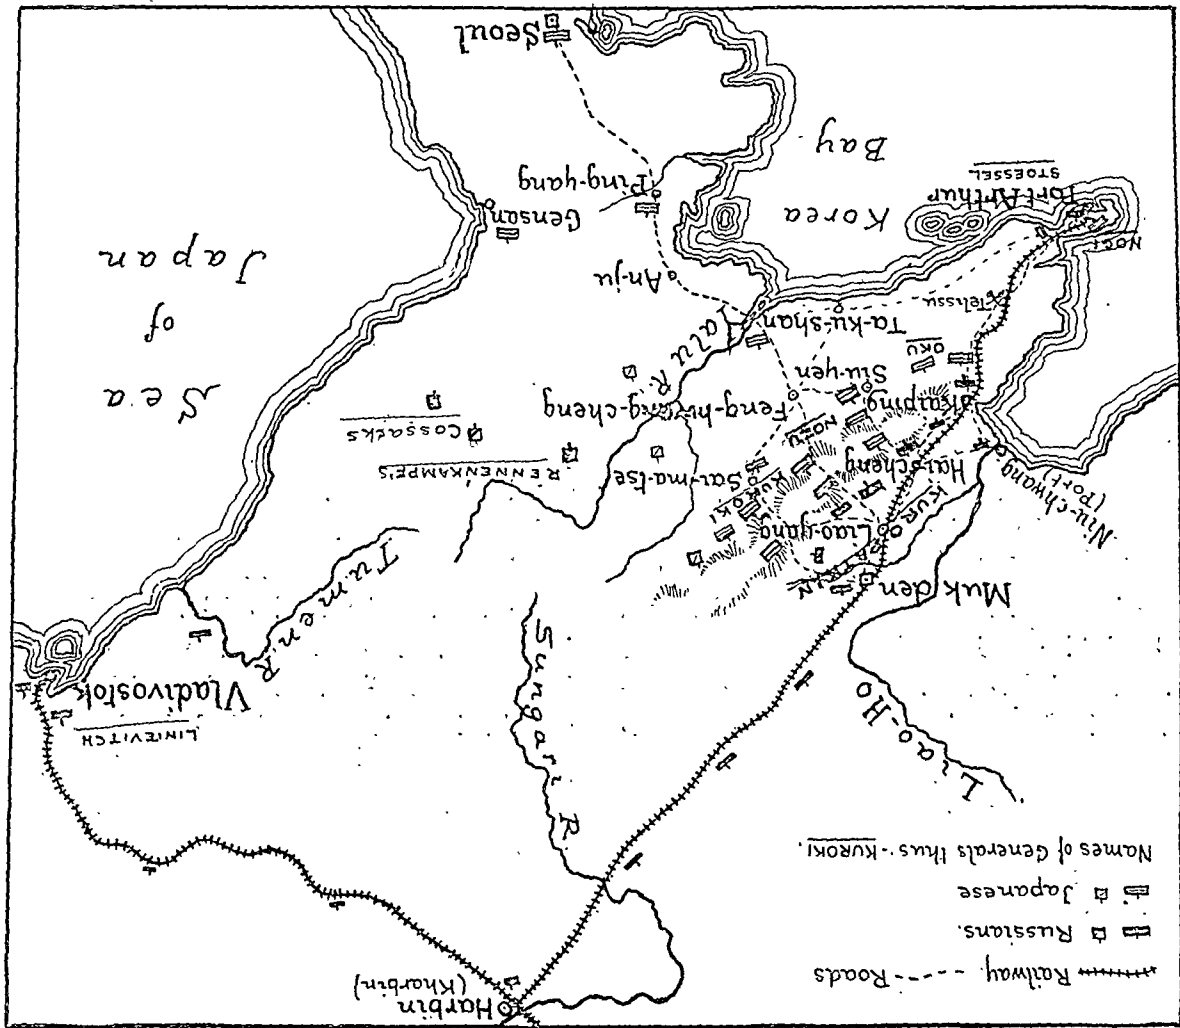 Railway. Roads
Russians.
Japanese
Names of Generals thus:-KUROKI.
Harbin
(Kharbin)
Liao-Ho
Sungari R.
LINIEVITCH
Vladivostok
Tumen R.
Mukden
Niu-chwang
(Port)
Liao-yang
KUROPATKIN
KUROKI
Hai-cheng
Sai-ma-tse
RENNENKAMPF'S
Cossacks
NODZU
Kaiping
Siu-yen
Feng-hwang-cheng
OKU
Yalu R.
Telissu
Ta-ku-shan
An-ju
NOGI
Port Arthur
STOESSEL
Korea
Bay
Gensan
Ping-yang
Seoul
Sea
of
Japan